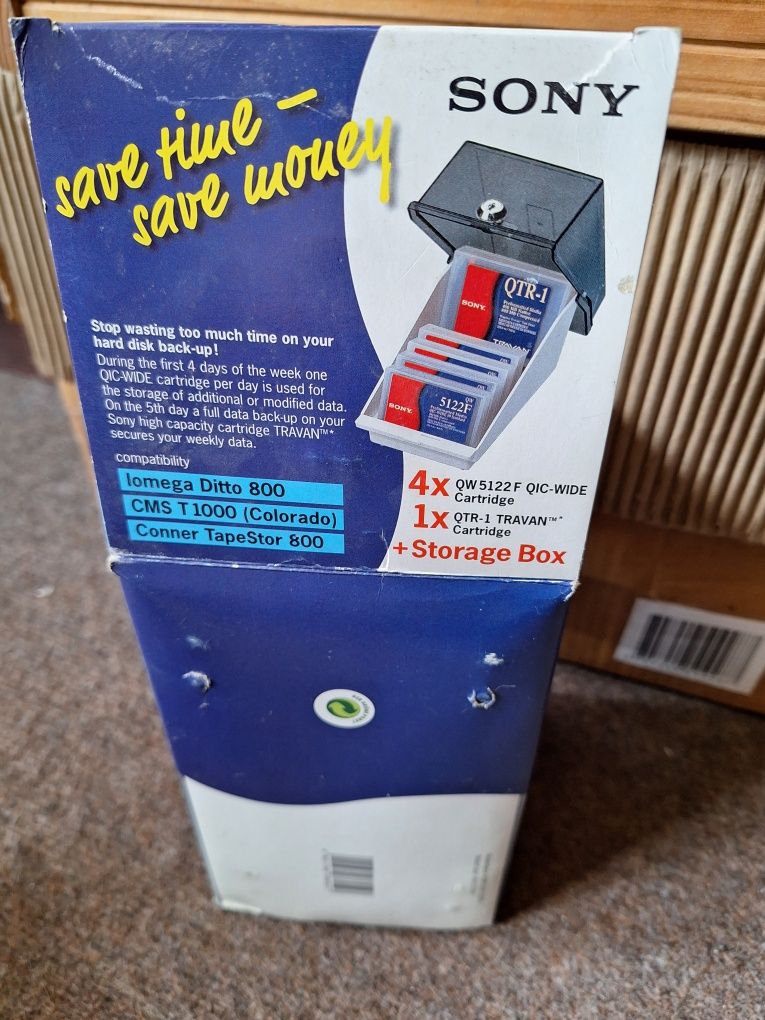 save time –
save money
SONY
QTR-1
SONY
TRAVAN
QW
5122F
SONY
Stop wasting too much time on your
hard disk back-up!
During the first 4 days of the week one
QIC-WIDE cartridge per day is used for
the storage of additional or modified data.
On the 5th day a full data back-up on your
Sony high capacity cartridge TRAVAN™*
secures your weekly data.
compatibility
Iomega Ditto 800
CMS T1000 (Colorado)
Conner TapeStor 800
4x QW5122F QIC-WIDE
Cartridge
1x QTR-1 TRAVAN™*
Cartridge
+Storage Box